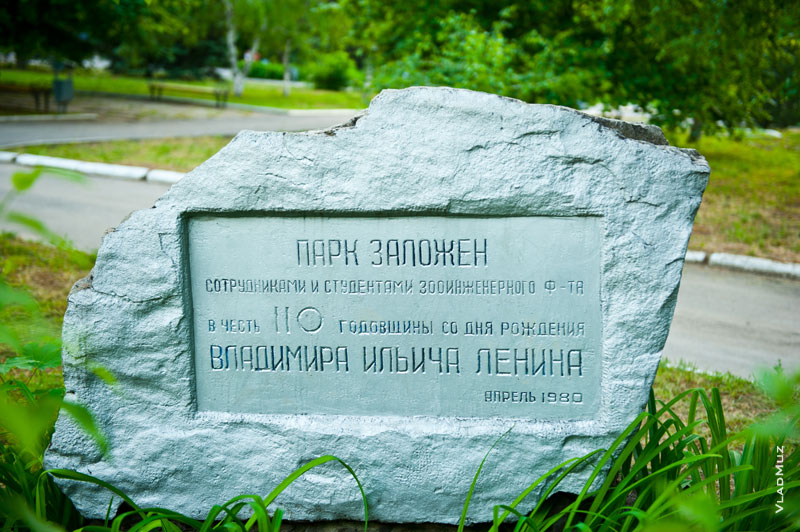 ПАРК ЗАЛОЖЕН
СОТРУДНИКАМИ И СТУДЕНТАМИ ЗООИНЖЕНЕРНОГО Ф-ТА
В ЧЕСТЬ 110 ГОДОВЩИНЫ СО ДНЯ РОЖДЕНИЯ
ВЛАДИМИРА ИЛЬИЧА ЛЕНИНА
АПРЕЛЬ 1980
© VLADMUZ